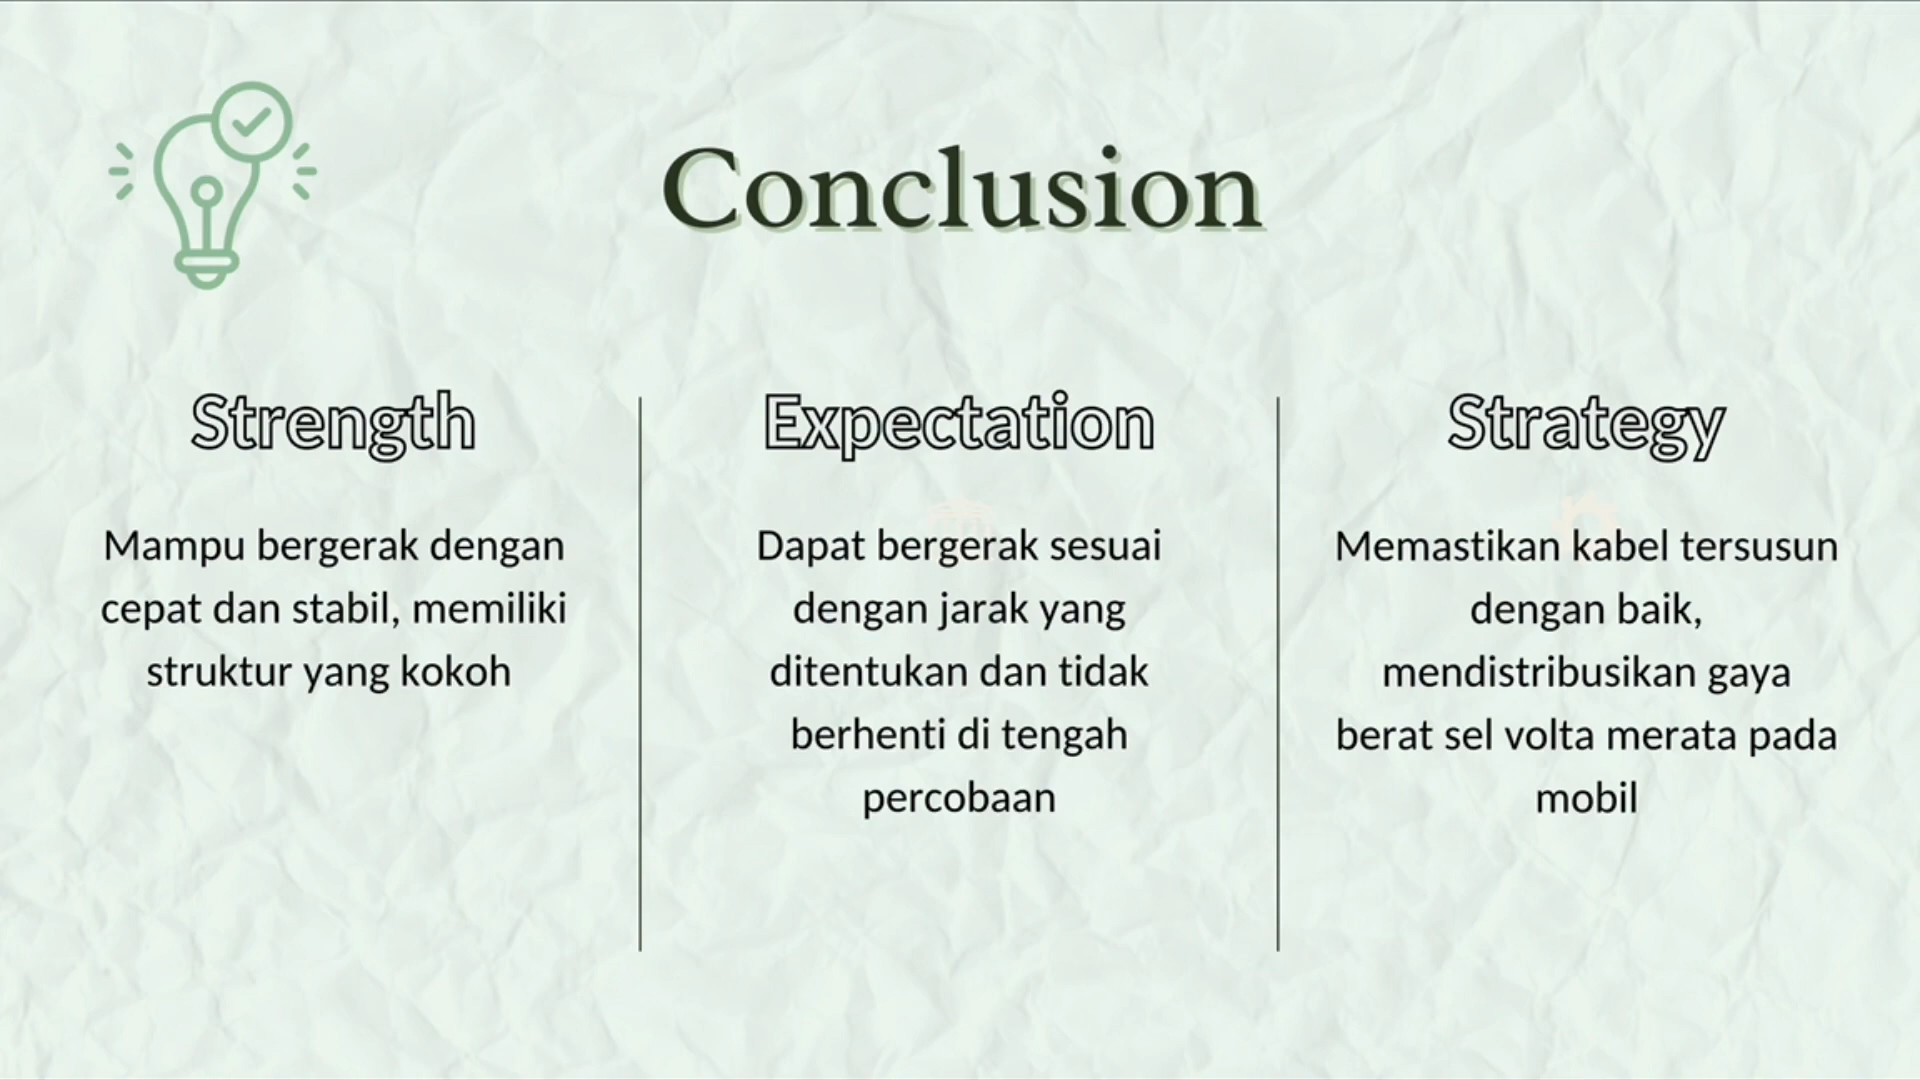 Conclusion
Strength
Mampu bergerak dengan
cepat dan stabil, memiliki
struktur yang kokoh
Expectation
Dapat bergerak sesuai
dengan jarak yang
ditentukan dan tidak
berhenti di tengah
percobaan
Strategy
Memastikan kabel tersusun
dengan baik,
mendistribusikan gaya
berat sel volta merata pada
mobil